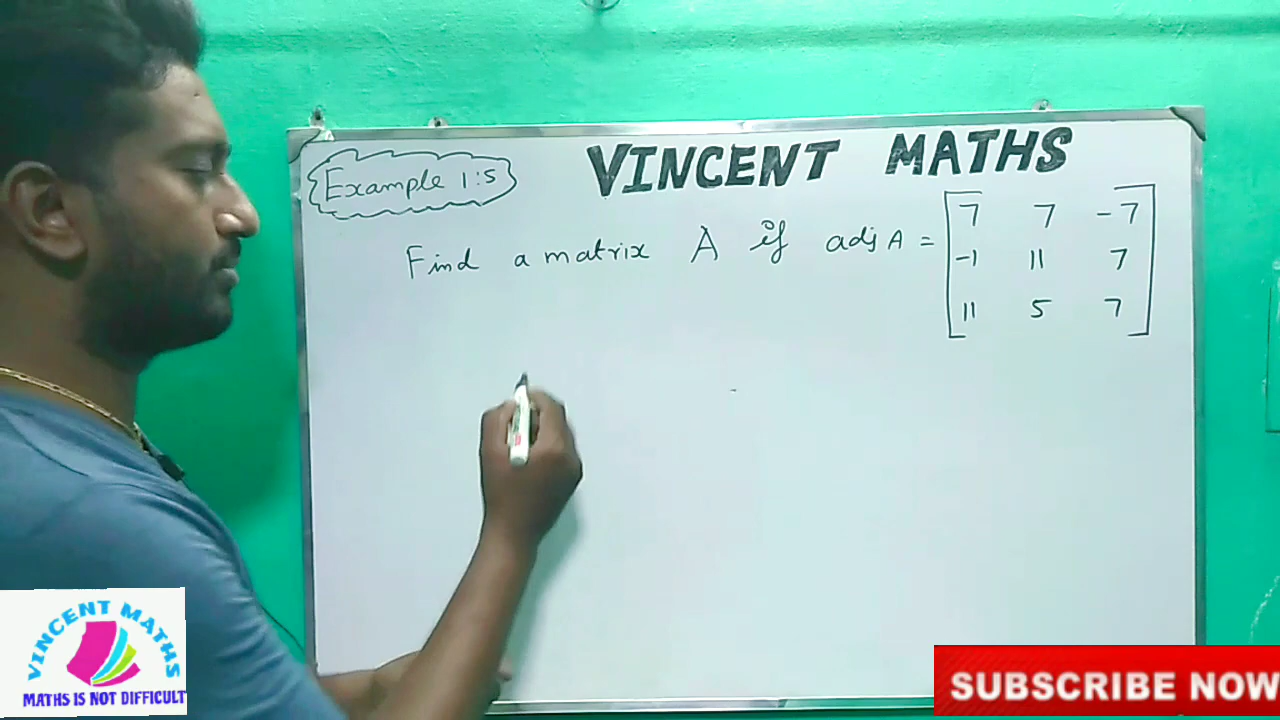 VINCENT MATHS
Example 1:5
Find a matrix A if adj A =
7 7 -7
-1 11 7
11 5 7
VINCENT MATHS
MATHS IS NOT DIFFICULT
SUBSCRIBE NOW